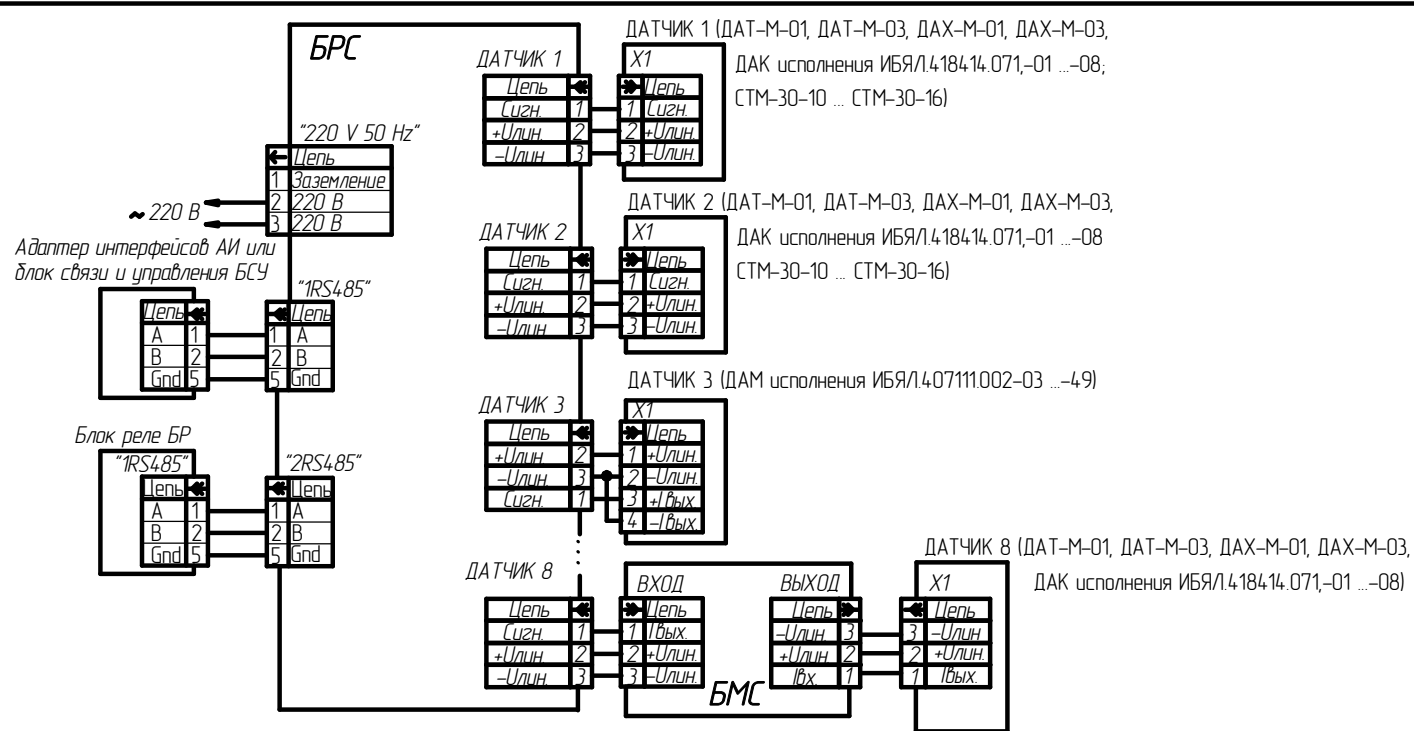 БРС
"220 V 50 Hz"
Цепь
1 Заземление
2 220 В
3 220 В
~ 220 В
Адаптер интерфейсов АИ или
блок связи и управления БСУ
Цепь
А 1
В 2
Gnd 5
"1RS485"
Цепь
1 А
2 В
5 Gnd
Блок реле БР
"1RS485"
Цепь
А 1
В 2
Gnd 5
"2RS485"
Цепь
1 А
2 В
5 Gnd
ДАТЧИК 1
Цепь
Сигн. 1
+Uлин. 2
-Uлин 3
ДАТЧИК 1 (ДАТ-М-01, ДАТ-М-03, ДАХ-М-01, ДАХ-М-03,
ДАК исполнения ИБЯЛ.418414.071,-01 ...-08;
СТМ-30-10 ... СТМ-30-16)
X1
Цепь
1 Сигн.
2 +Uлин.
3 -Uлин.
ДАТЧИК 2
Цепь
Сигн. 1
+Uлин. 2
-Uлин 3
ДАТЧИК 2 (ДАТ-М-01, ДАТ-М-03, ДАХ-М-01, ДАХ-М-03,
ДАК исполнения ИБЯЛ.418414.071,-01 ...-08
СТМ-30-10 ... СТМ-30-16)
X1
Цепь
1 Сигн.
2 +Uлин.
3 -Uлин.
ДАТЧИК 3
Цепь
+Uлин 2
-Uлин. 3
Сигн. 1
ДАТЧИК 3 (ДАМ исполнения ИБЯЛ.407111.002-03 ...-49)
X1
Цепь
1 +Uлин.
2 -Uлин.
3 +Iвых
4 -Iвых.
ДАТЧИК 8
Цепь
Сигн. 1
+Uлин 2
-Uлин. 3
ВХОД
Цепь
1 Iвых.
2 +Uлин.
3 -Uлин.
БМС
ВЫХОД
Цепь
-Uлин 3
+Uлин 2
Iвх. 1
ДАТЧИК 8 (ДАТ-М-01, ДАТ-М-03, ДАХ-М-01, ДАХ-М-03,
ДАК исполнения ИБЯЛ.418414.071,-01 ...-08)
X1
Цепь
3 -Uлин
2 +Uлин.
1 Iвых.